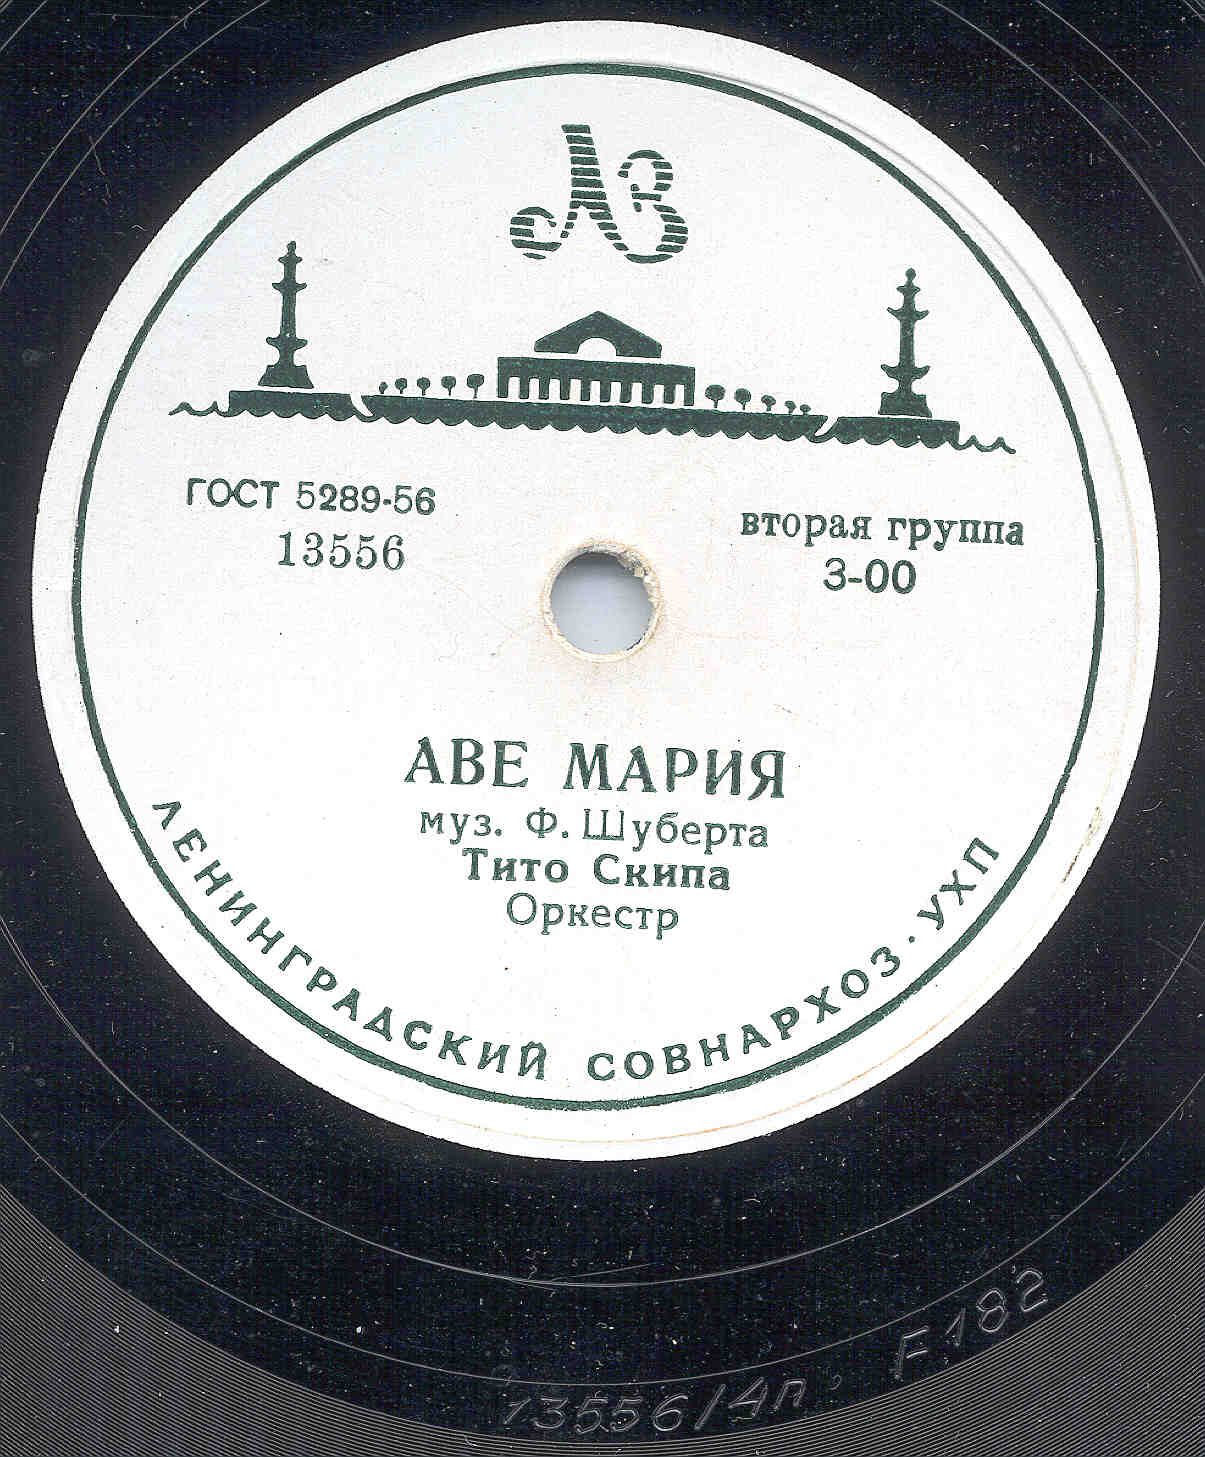 ЛЗ
ГОСТ 5289-56
13556
вторая группа
3-00
АВЕ МАРИЯ
муз. Ф. Шуберта
Тито Скипа
Оркестр
ЛЕНИНГРАДСКИЙ СОВНАРХОЗ · УХП
13556/4п
F182